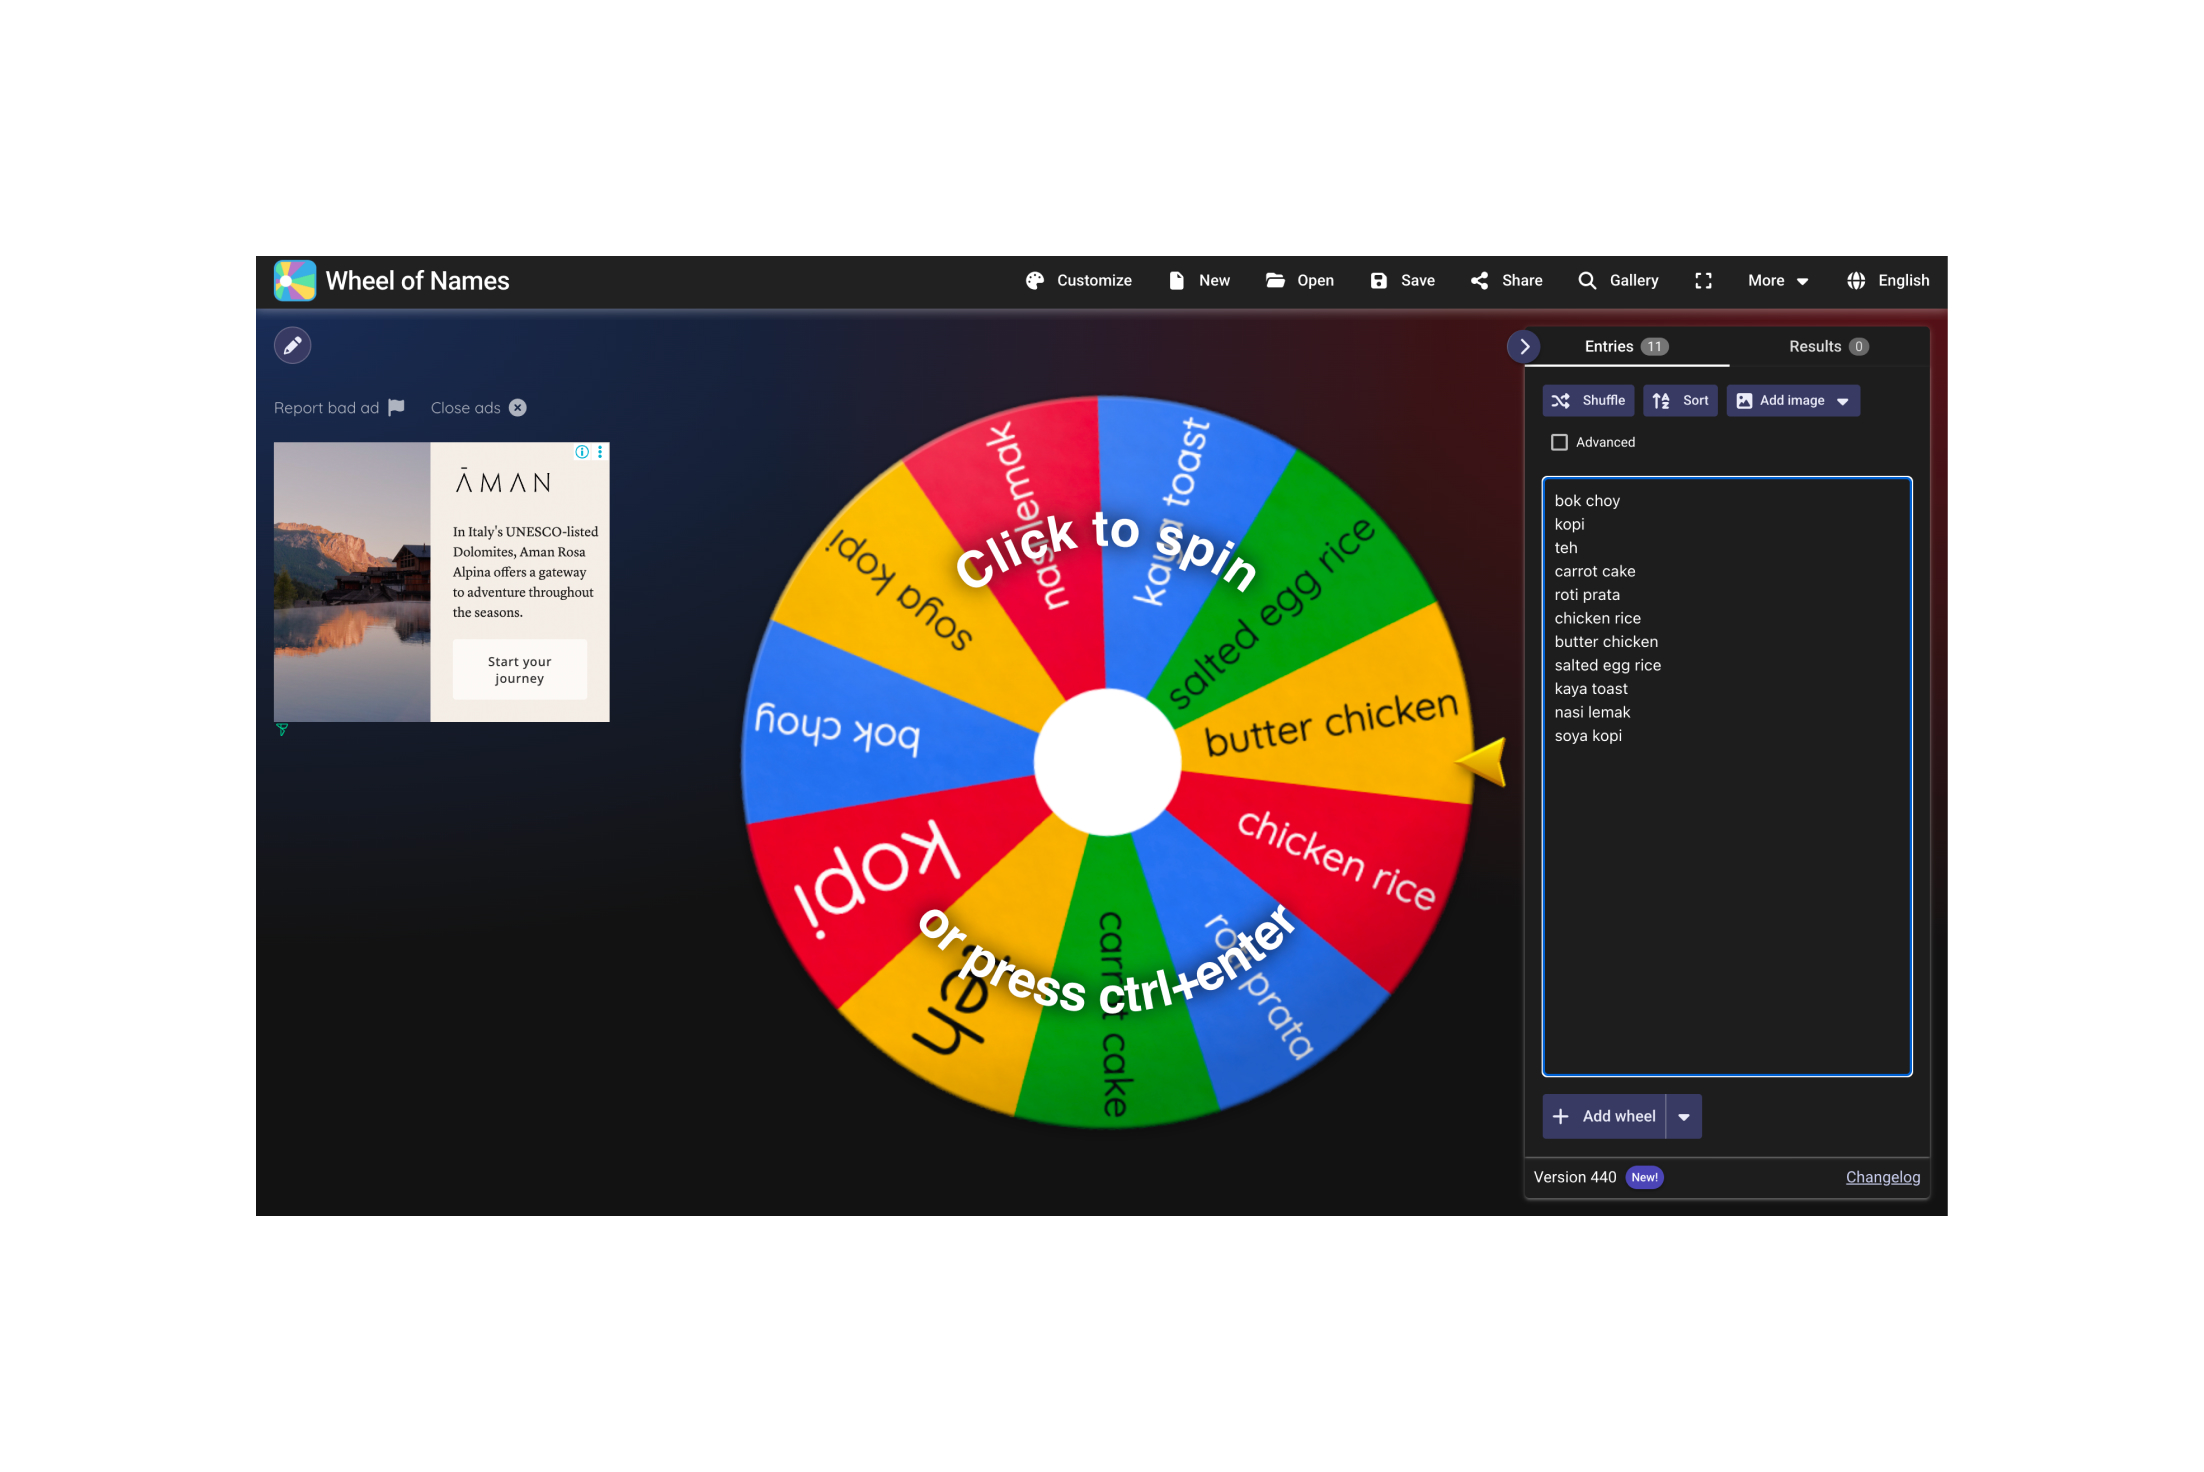 Wheel of Names
Customize
New
Open
Save
Share
Gallery
More
English
Report bad ad
Close ads
ĀMAN
In Italy's UNESCO-listed
Dolomites, Aman Rosa
Alpina offers a gateway
to adventure throughout
the seasons.
Start your
journey
Click to spin
or press ctrl+enter
nasi lemak
kaya toast
salted egg rice
butter chicken
chicken rice
roti prata
carrot cake
teh
kopi
bok choy
soya kopi
Entries 11
Results 0
Shuffle
Sort
Add image
Advanced
bok choy
kopi
teh
carrot cake
roti prata
chicken rice
butter chicken
salted egg rice
kaya toast
nasi lemak
soya kopi
Add wheel
Version 440 New!
Changelog